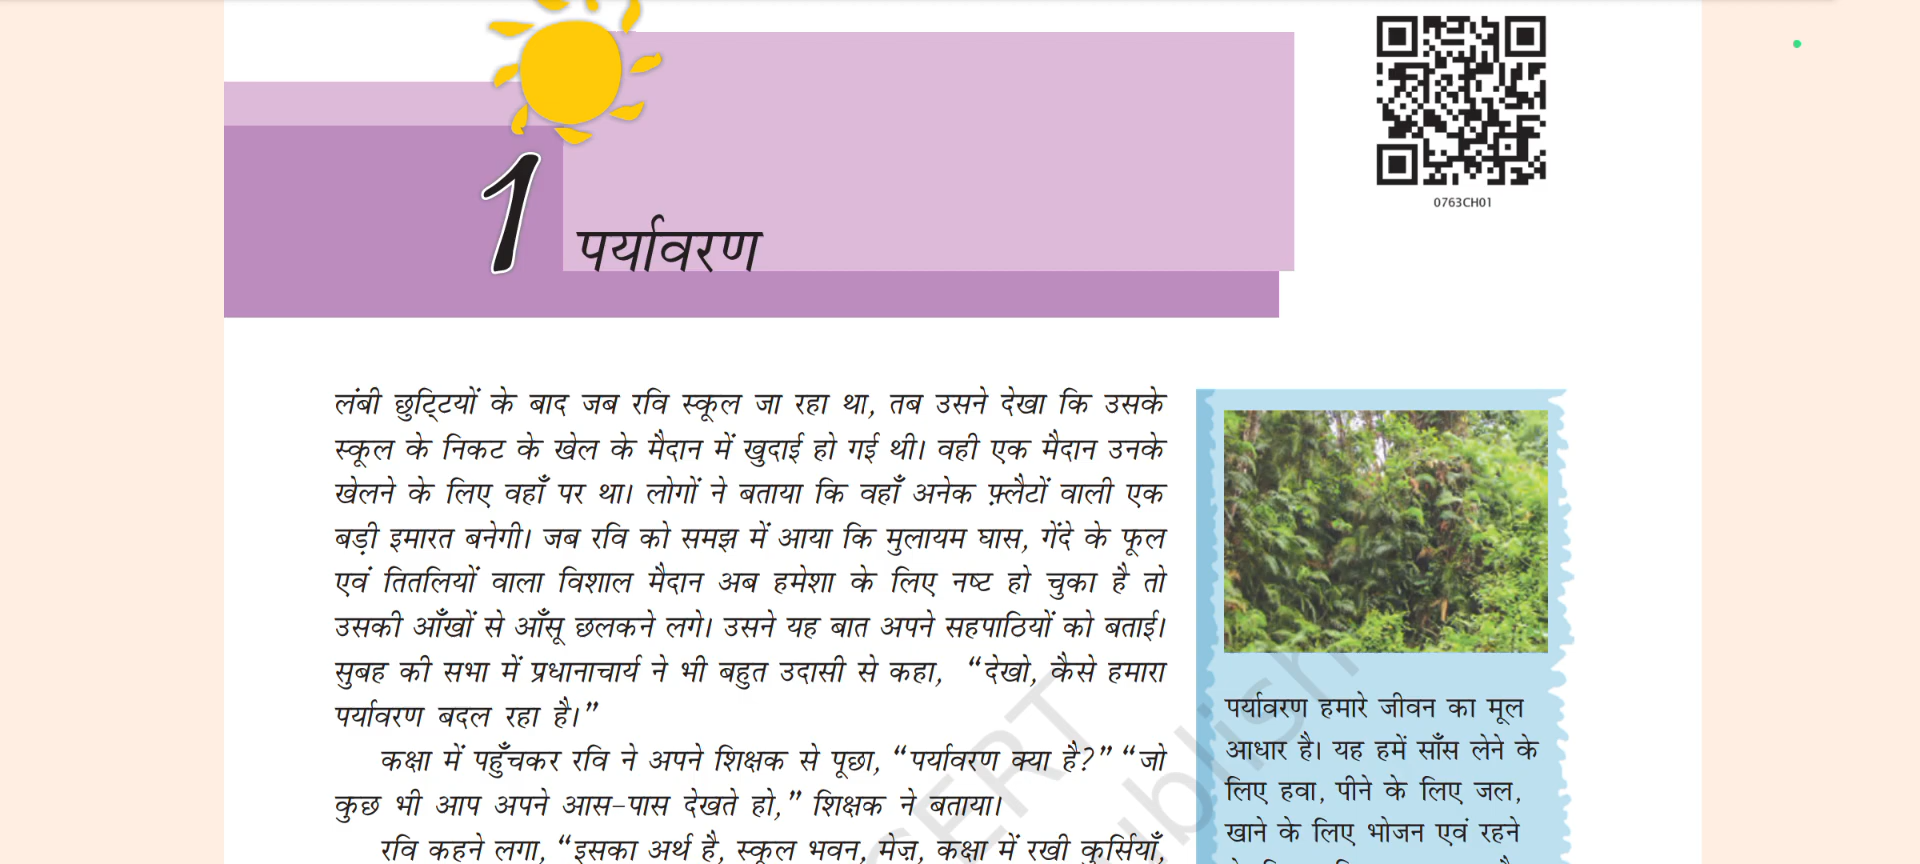 0763CH01
1
पर्यावरण
लंबी छुट्टियों के बाद जब रवि स्कूल जा रहा था, तब उसने देखा कि उसके
स्कूल के निकट के खेल के मैदान में खुदाई हो गई थी। वही एक मैदान उनके
खेलने के लिए वहाँ पर था। लोगों ने बताया कि वहाँ अनेक फ़्लैटों वाली एक
बड़ी इमारत बनेगी। जब रवि को समझ में आया कि मुलायम घास, गेंदे के फूल
एवं तितलियों वाला विशाल मैदान अब हमेशा के लिए नष्ट हो चुका है तो
उसकी आँखों से आँसू छलकने लगे। उसने यह बात अपने सहपाठियों को बताई।
सुबह की सभा में प्रधानाचार्य ने भी बहुत उदासी से कहा, “देखो, कैसे हमारा
पर्यावरण बदल रहा है।”
कक्षा में पहुँचकर रवि ने अपने शिक्षक से पूछा, “पर्यावरण क्या है?” “जो
कुछ भी आप अपने आस-पास देखते हो,” शिक्षक ने बताया।
रवि कहने लगा, “इसका अर्थ है, स्कूल भवन, मेज़, कक्षा में रखी कुर्सियाँ,
पर्यावरण हमारे जीवन का मूल
आधार है। यह हमें साँस लेने के
लिए हवा, पीने के लिए जल,
खाने के लिए भोजन एवं रहने